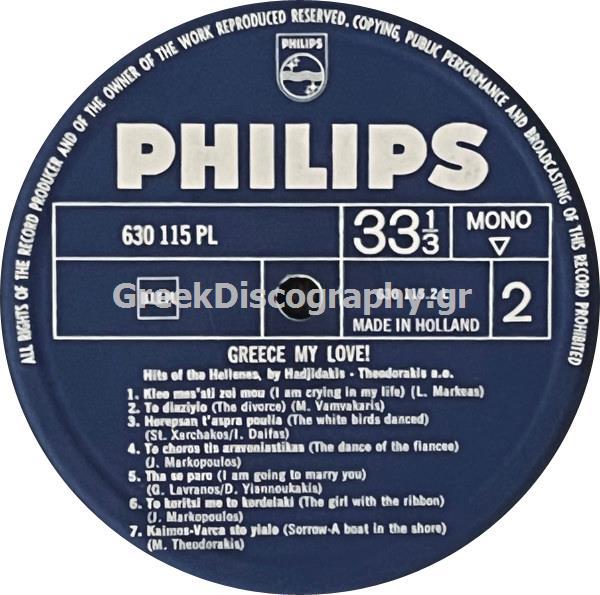 ALL RIGHTS OF THE RECORD PRODUCER AND OF THE OWNER OF THE WORK REPRODUCED RESERVED. COPYING, PUBLIC PERFORMANCE AND BROADCASTING OF THIS RECORD PROHIBITED
PHILIPS
PHILIPS
630 115 PL
33 1/3
MONO
GreekDiscography.gr
2
MADE IN HOLLAND
GREECE MY LOVE!
Hits of the Hellenes, by Hadjidakis - Theodorakis a.o.
1. Kleo mes'sti zoi mou (I am crying in my life) (L. Markeas)
2. To diaziyio (The divorce) (M. Vamvakaris)
3. Horepsan t'aspra poulia (The white birds danced)
(St. Xarchakos/I. Dalfas)
4. To choros tin aravoniastikas (The dance of the fiancee)
(J. Markopoulos)
5. Tha se paro (I am going to marry you)
(G. Lavranos/D. Yiannoukakis)
6. To koritsi me to kordelaki (The girl with the ribbon)
(J. Markopoulos)
7. Kaimos-Varca sto yialo (Sorrow-A boat in the shore)
(M. Theodorakis)